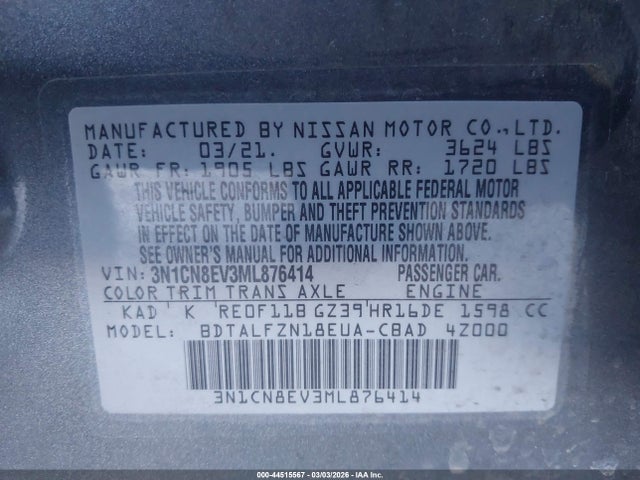 MANUFACTURED BY NISSAN MOTOR CO.,LTD.
DATE: 03/21. GVWR: 3624 LBS
GAWR FR: 1905 LBS GAWR RR: 1720 LBS
THIS VEHICLE CONFORMS TO ALL APPLICABLE FEDERAL MOTOR
VEHICLE SAFETY, BUMPER AND THEFT PREVENTION STANDARDS
IN EFFECT ON THE DATE OF MANUFACTURE SHOWN ABOVE.
SEE OWNER'S MANUAL FOR ADDITIONAL INFORMATION.
VIN: 3N1CN8EV3ML876414 PASSENGER CAR.
COLOR TRIM TRANS AXLE ENGINE
KAD K RE0F11B GZ39 HR16DE 1598 CC
MODEL: BDTALFZN18EUA-CBAD 4Z000
3N1CN8EV3ML876414
000-44515567 - 03/03/2026 - IAA Inc.